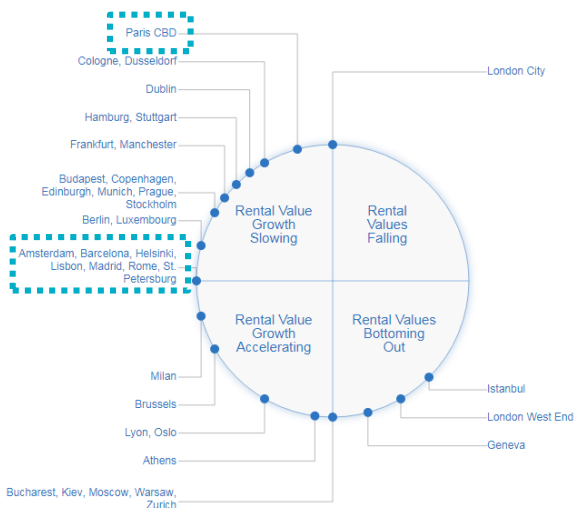 Paris CBD
Cologne, Dusseldorf
Dublin
Hamburg, Stuttgart
Frankfurt, Manchester
Budapest, Copenhagen,
Edinburgh, Munich, Prague,
Stockholm
Berlin, Luxembourg
Amsterdam, Barcelona, Helsinki,
Lisbon, Madrid, Rome, St.
Petersburg
Milan
Brussels
Lyon, Oslo
Athens
Bucharest, Kiev, Moscow, Warsaw,
Zurich
Rental Value
Growth
Slowing
Rental
Values
Falling
Rental Value
Growth
Accelerating
Rental Values
Bottoming
Out
London City
Istanbul
London West End
Geneva